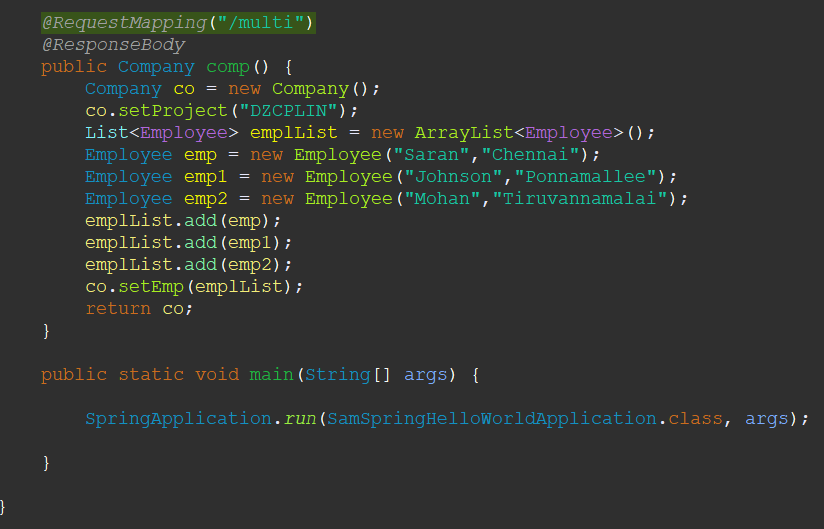 @RequestMapping("/multi")
@ResponseBody
public Company comp() {
Company co = new Company();
co.setProject("DZCPLIN");
List<Employee> emplList = new ArrayList<Employee>();
Employee emp = new Employee("Saran","Chennai");
Employee emp1 = new Employee("Johnson","Ponnamallee");
Employee emp2 = new Employee("Mohan","Tiruvannamalai");
emplList.add(emp);
emplList.add(emp1);
emplList.add(emp2);
co.setEmp(emplList);
return co;
}
public static void main(String[] args) {
SpringApplication.run(SamSpringHelloWorldApplication.class, args);
}
}